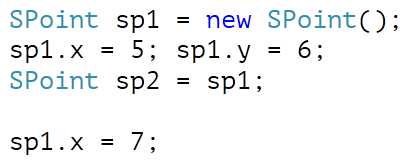 SPoint sp1 = new SPoint();
sp1.x = 5; sp1.y = 6;
SPoint sp2 = sp1;
sp1.x = 7;